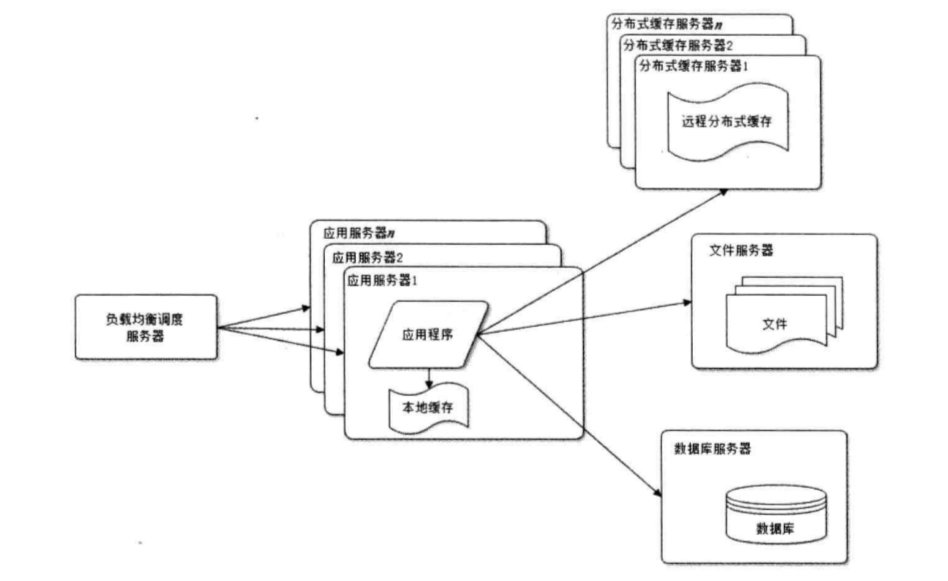 分布式缓存服务器n
分布式缓存服务器2
分布式缓存服务器1
远程分布式缓存
应用服务器n
应用服务器2
应用服务器1
应用程序
本地缓存
负载均衡调度
服务器
文件服务器
文件
数据库服务器
数据库